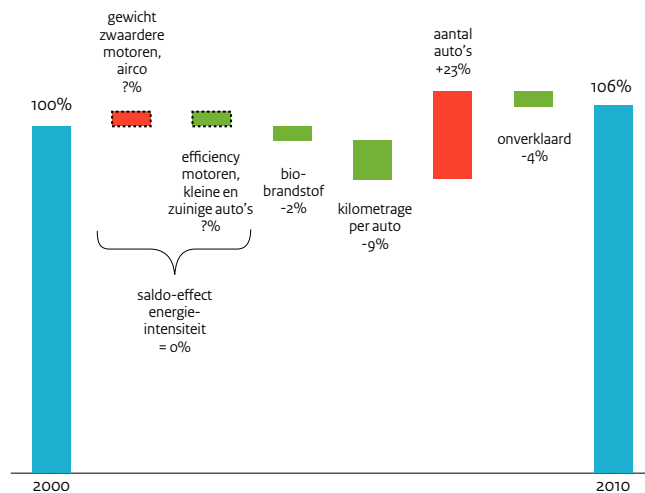 gewicht
zwaardere
motoren,
airco
?%
aantal
auto's
+23%
100%
106%
onverklaard
-4%
efficiency
motoren,
kleine en
zuinige auto's
?%
bio-
brandstof
-2%
kilometrage
per auto
-9%
saldo-effect
energie-
intensiteit
= 0%
2000
2010